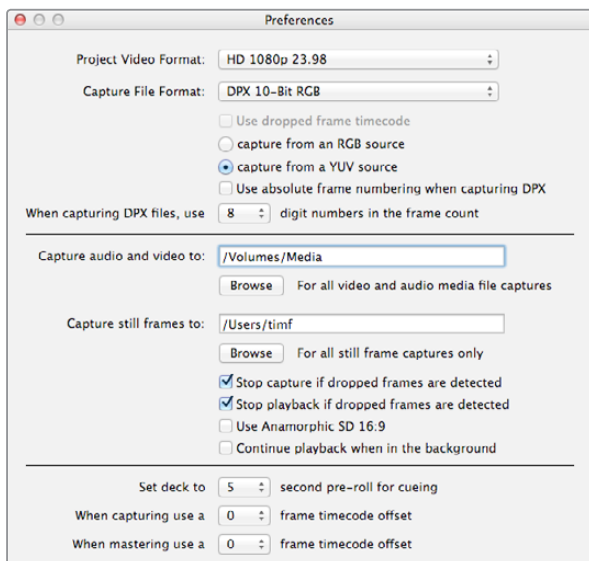 Preferences
Project Video Format: HD 1080p 23.98
Capture File Format: DPX 10-Bit RGB
Use dropped frame timecode
capture from an RGB source
capture from a YUV source
Use absolute frame numbering when capturing DPX
When capturing DPX files, use 8 digit numbers in the frame count
Capture audio and video to: /Volumes/Media
Browse For all video and audio media file captures
Capture still frames to: /Users/timf
Browse For all still frame captures only
Stop capture if dropped frames are detected
Stop playback if dropped frames are detected
Use Anamorphic SD 16:9
Continue playback when in the background
Set deck to 5 second pre-roll for cueing
When capturing use a 0 frame timecode offset
When mastering use a 0 frame timecode offset